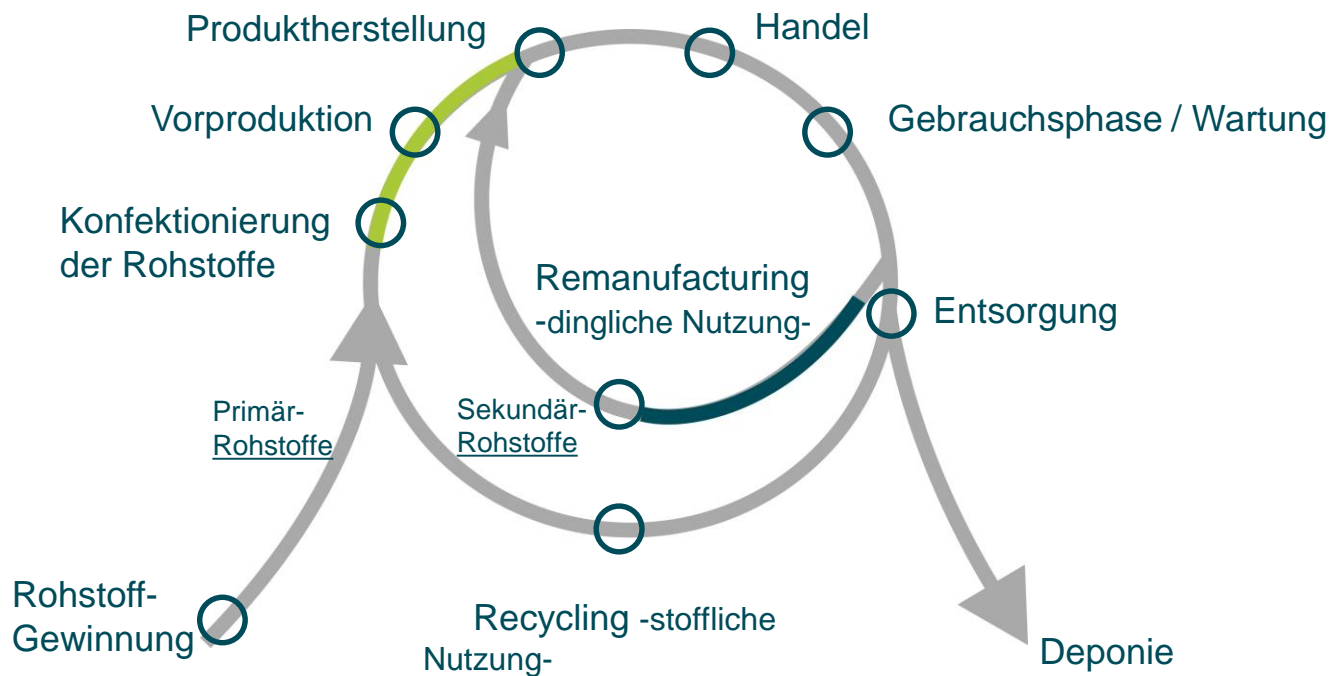 Produktherstellung
Handel
Vorproduktion
Gebrauchsphase / Wartung
Konfektionierung
der Rohstoffe
Remanufacturing
-dingliche Nutzung-
Entsorgung
Primär-
Rohstoffe
Sekundär-
Rohstoffe
Rohstoff-
Gewinnung
Recycling -stoffliche
Nutzung-
Deponie